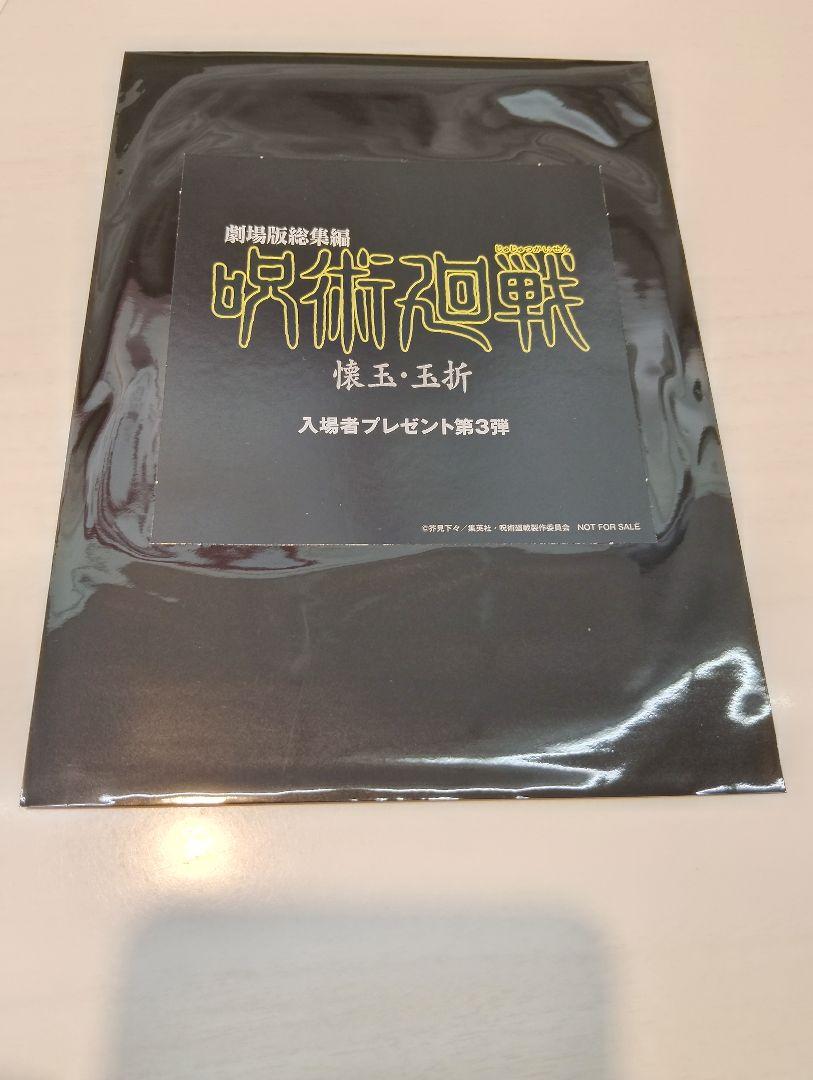 劇場版総集編
じゅじゅつかいせん
呪術廻戦
懐玉・玉折
入場者プレゼント第3弾
©芥見下々／集英社・呪術廻戦製作委員会 NOT FOR SALE